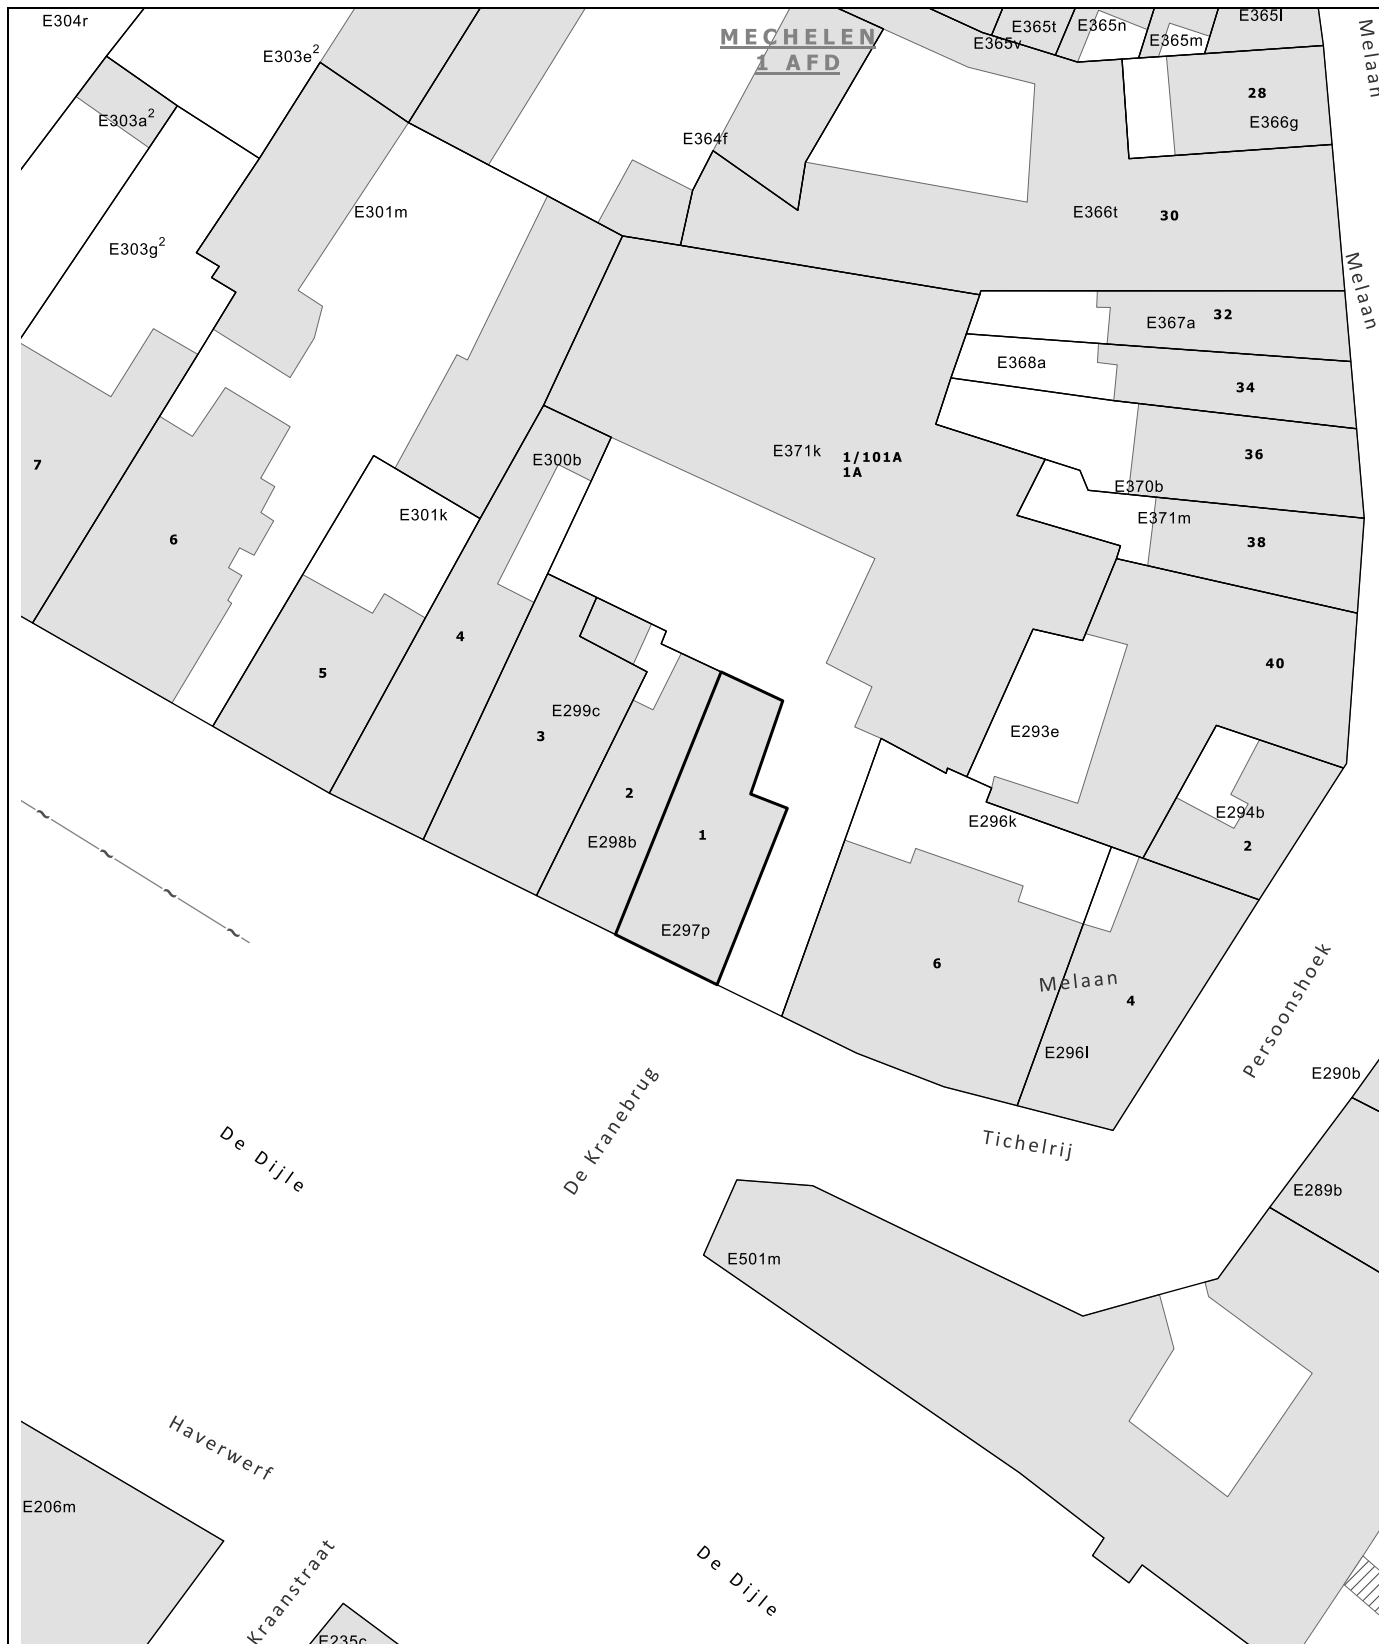 E304r
E303e²
MECHELEN
1 AFD
E365v
E365t
E365n
E365m
E365l
Melaan
28
E366g
E303a²
E364f
E301m
E366t
30
E303g²
Melaan
32
E367a
E368a
34
E371k
1/101A
1A
36
E300b
7
E370b
E301k
E371m
38
6
4
5
40
E299c
3
E293e
2
E298b
1
E296k
E294b
2
E297p
6
Melaan
4
E296l
Persoonshoek
E290b
De Kranebrug
Tichelrij
De Dijle
E289b
E501m
Haverwerf
E206m
Kraanstraat
De Dijle
E235c
~
~
~
~